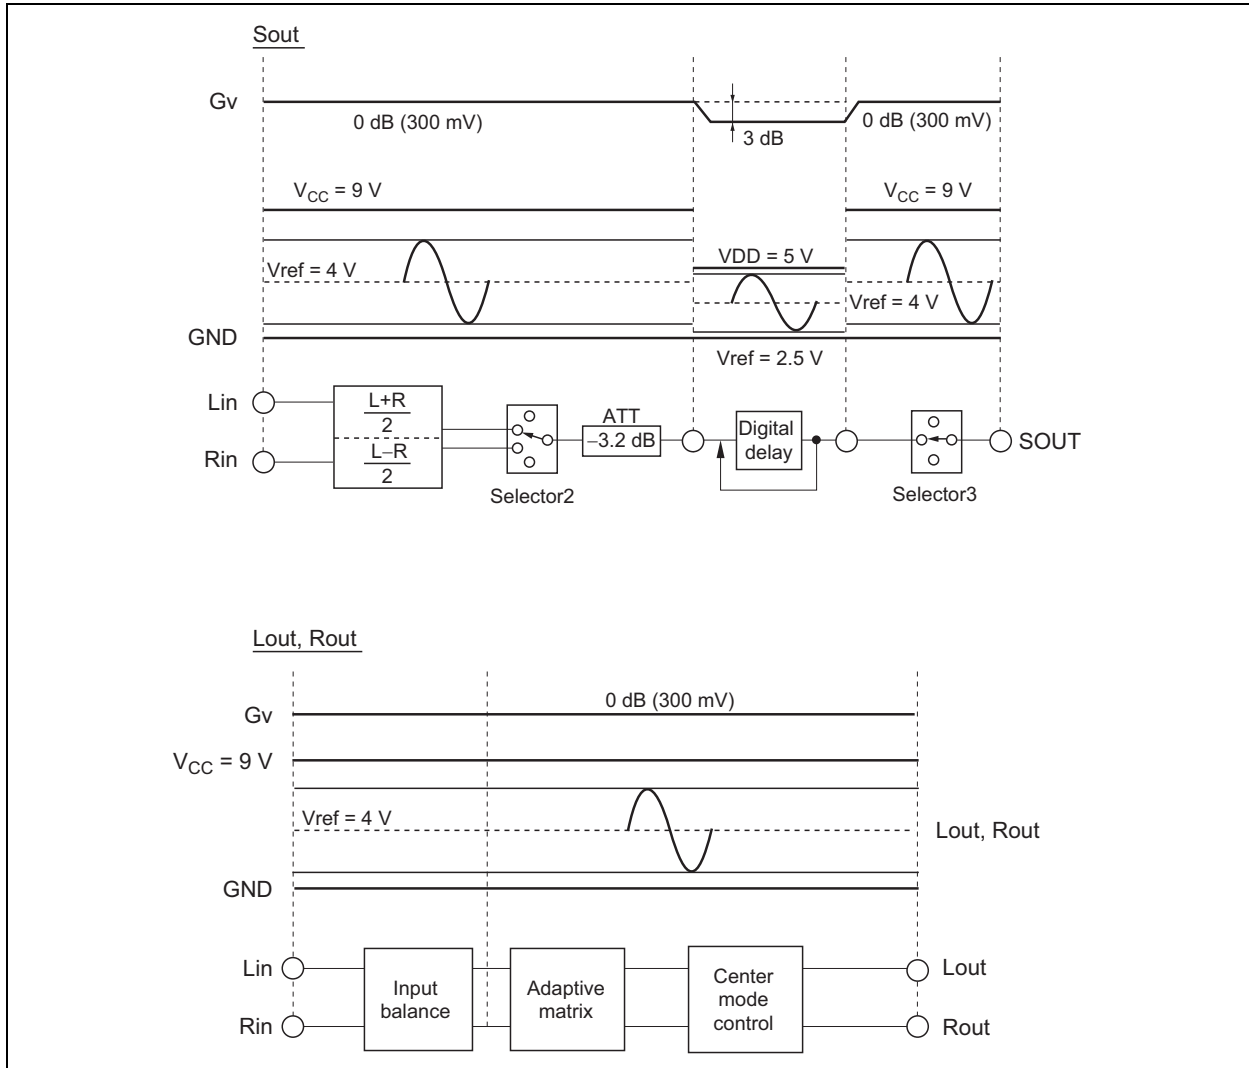 Sout
Gv
0 dB (300 mV)
3 dB
0 dB (300 mV)
VCC = 9 V
VCC = 9 V
VDD = 5 V
Vref = 4 V
Vref = 4 V
GND
Vref = 2.5 V
Lin
Rin
L+R
2
L–R
2
Selector2
ATT
–3.2 dB
Digital
delay
Selector3
SOUT
Lout, Rout
Gv
0 dB (300 mV)
VCC = 9 V
Vref = 4 V
Lout, Rout
GND
Lin
Rin
Input
balance
Adaptive
matrix
Center
mode
control
Lout
Rout